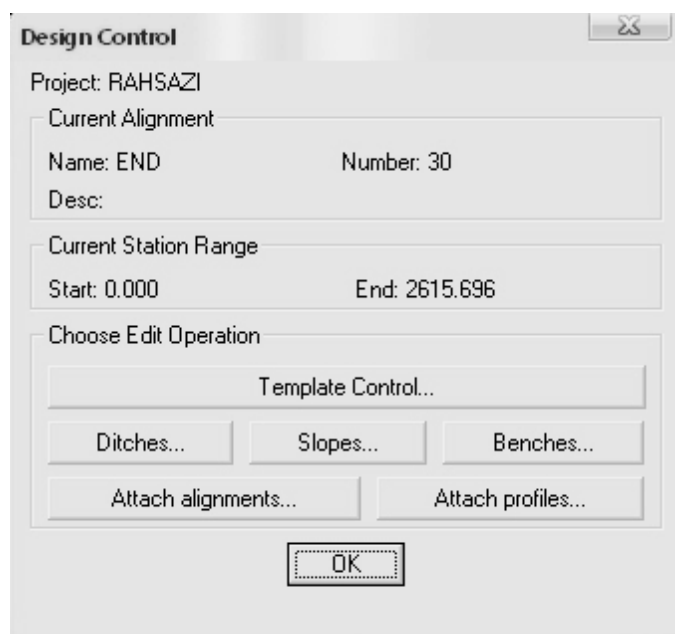 Design Control
Project: RAHSAZI
Current Alignment
Name: END Number: 30
Desc:
Current Station Range
Start: 0.000 End: 2615.696
Choose Edit Operation
Template Control...
Ditches... Slopes... Benches...
Attach alignments... Attach profiles...
OK